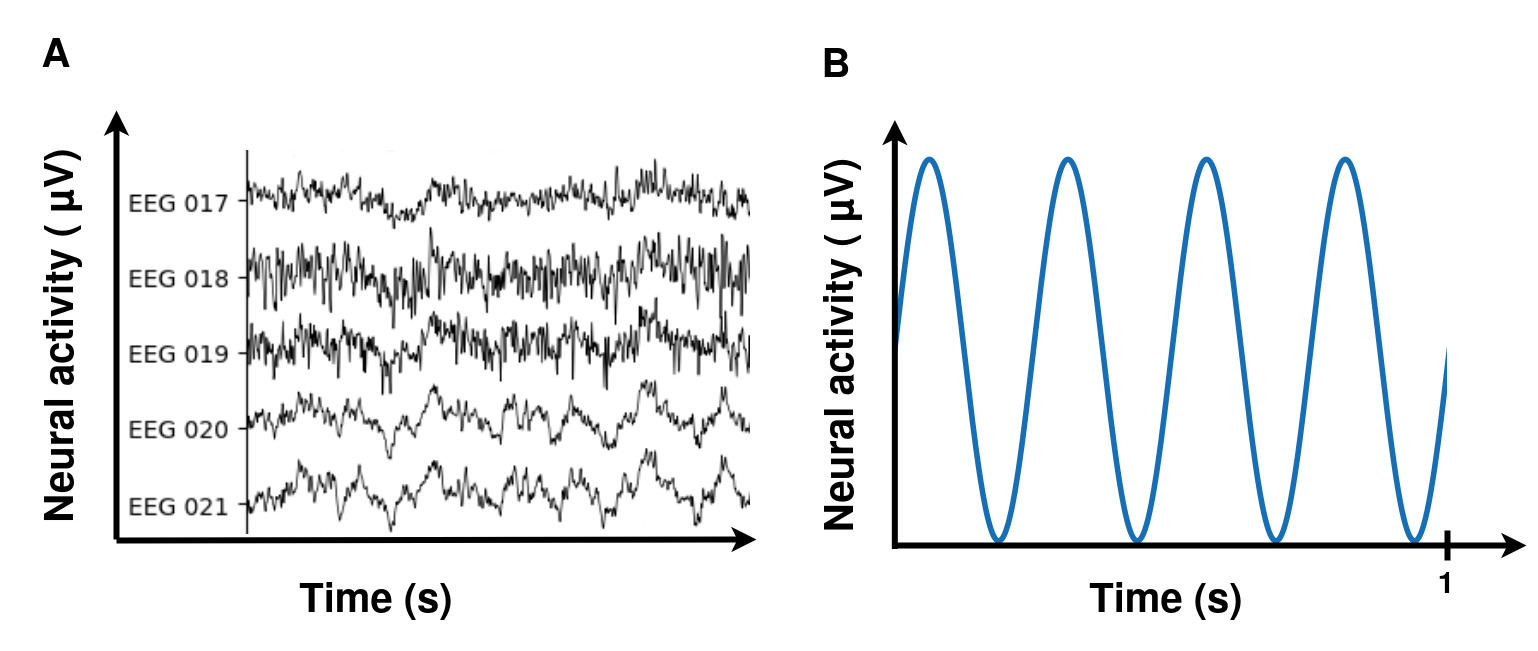 A
Neural activity ( µV)
EEG 017
EEG 018
EEG 019
EEG 020
EEG 021
Time (s)
B
Neural activity ( µV)
1
Time (s)